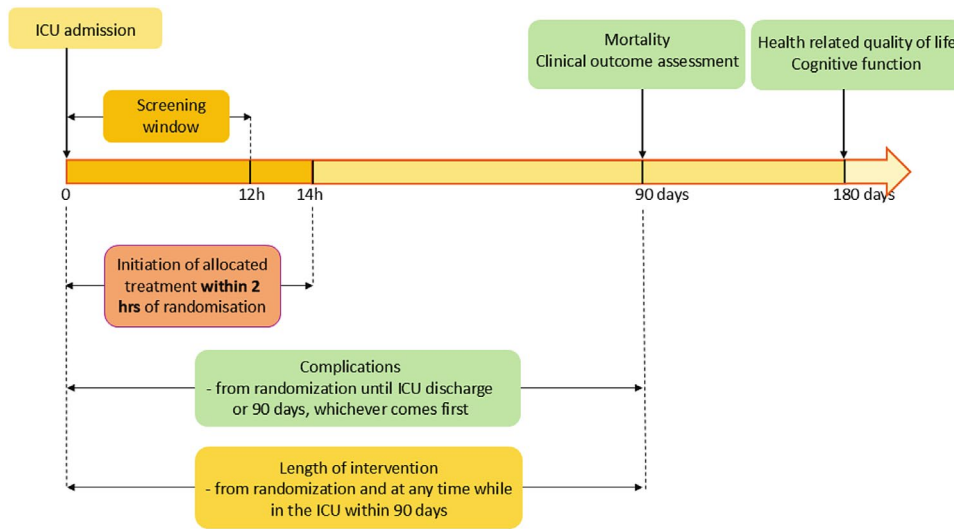 ICU admission
Mortality
Clinical outcome assessment
Health related quality of life
Cognitive function
Screening
window
0
12h
14h
90 days
180 days
Initiation of allocated
treatment within 2
hrs of randomisation
Complications
- from randomization until ICU discharge
or 90 days, whichever comes first
Length of intervention
- from randomization and at any time while
in the ICU within 90 days